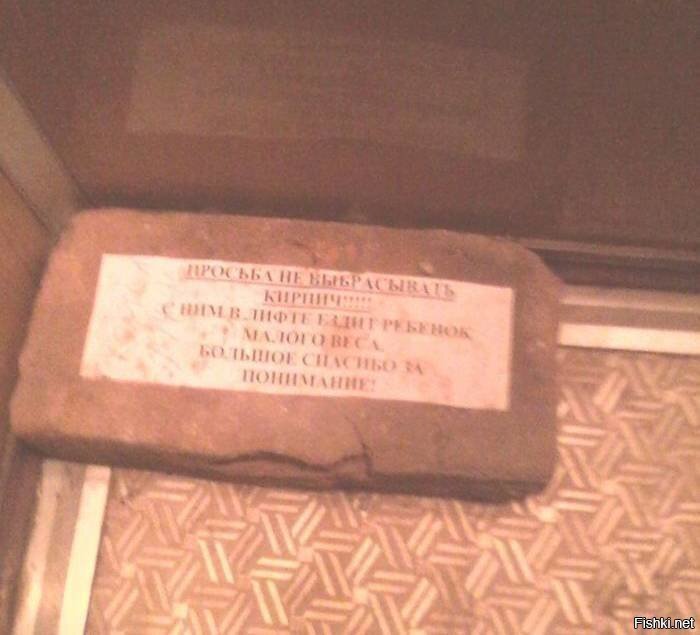 ПРОСЬБА НЕ ВЫБРАСЫВАТЬ
КИРПИЧ!!!!!
С НИМ В ЛИФТЕ ЕЗДИТ РЕБЕНОК
МАЛОГО ВЕСА.
БОЛЬШОЕ СПАСИБО ЗА
ПОНИМАНИЕ!
Fishki.net